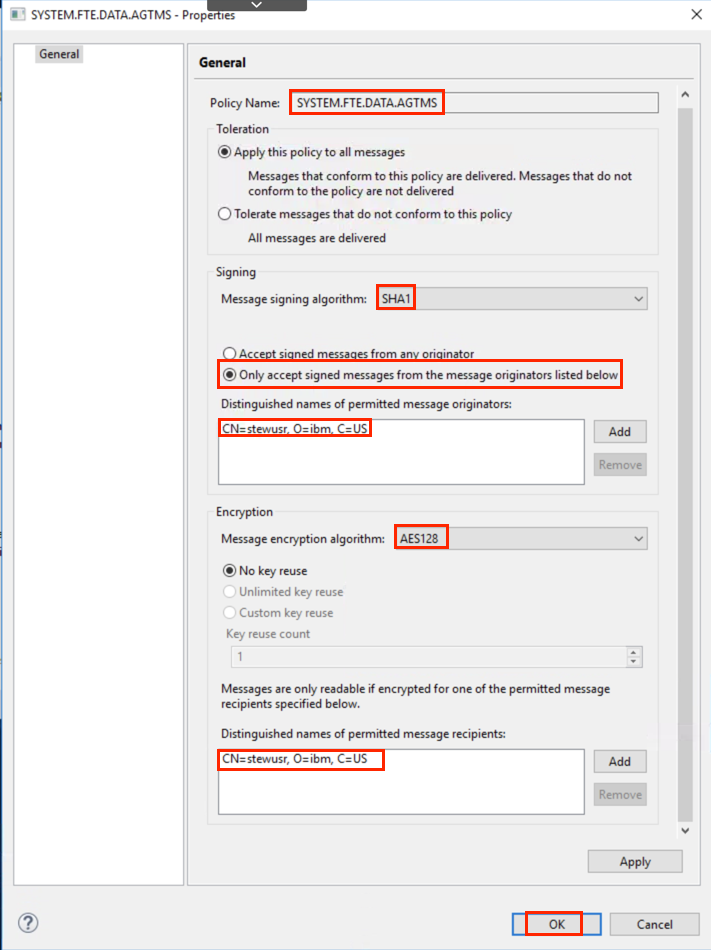 SYSTEM.FTE.DATA.AGTMS - Properties
General
General
Policy Name: SYSTEM.FTE.DATA.AGTMS
Toleration
Apply this policy to all messages
Messages that conform to this policy are delivered. Messages that do not
conform to the policy are not delivered
Tolerate messages that do not conform to this policy
All messages are delivered
Signing
Message signing algorithm: SHA1
Accept signed messages from any originator
Only accept signed messages from the message originators listed below
Distinguished names of permitted message originators:
CN=stewusr, O=ibm, C=US
Add
Remove
Encryption
Message encryption algorithm: AES128
No key reuse
Unlimited key reuse
Custom key reuse
Key reuse count
1
Messages are only readable if encrypted for one of the permitted message
recipients specified below.
Distinguished names of permitted message recipients:
CN=stewusr, O=ibm, C=US
Add
Remove
Apply
? OK Cancel